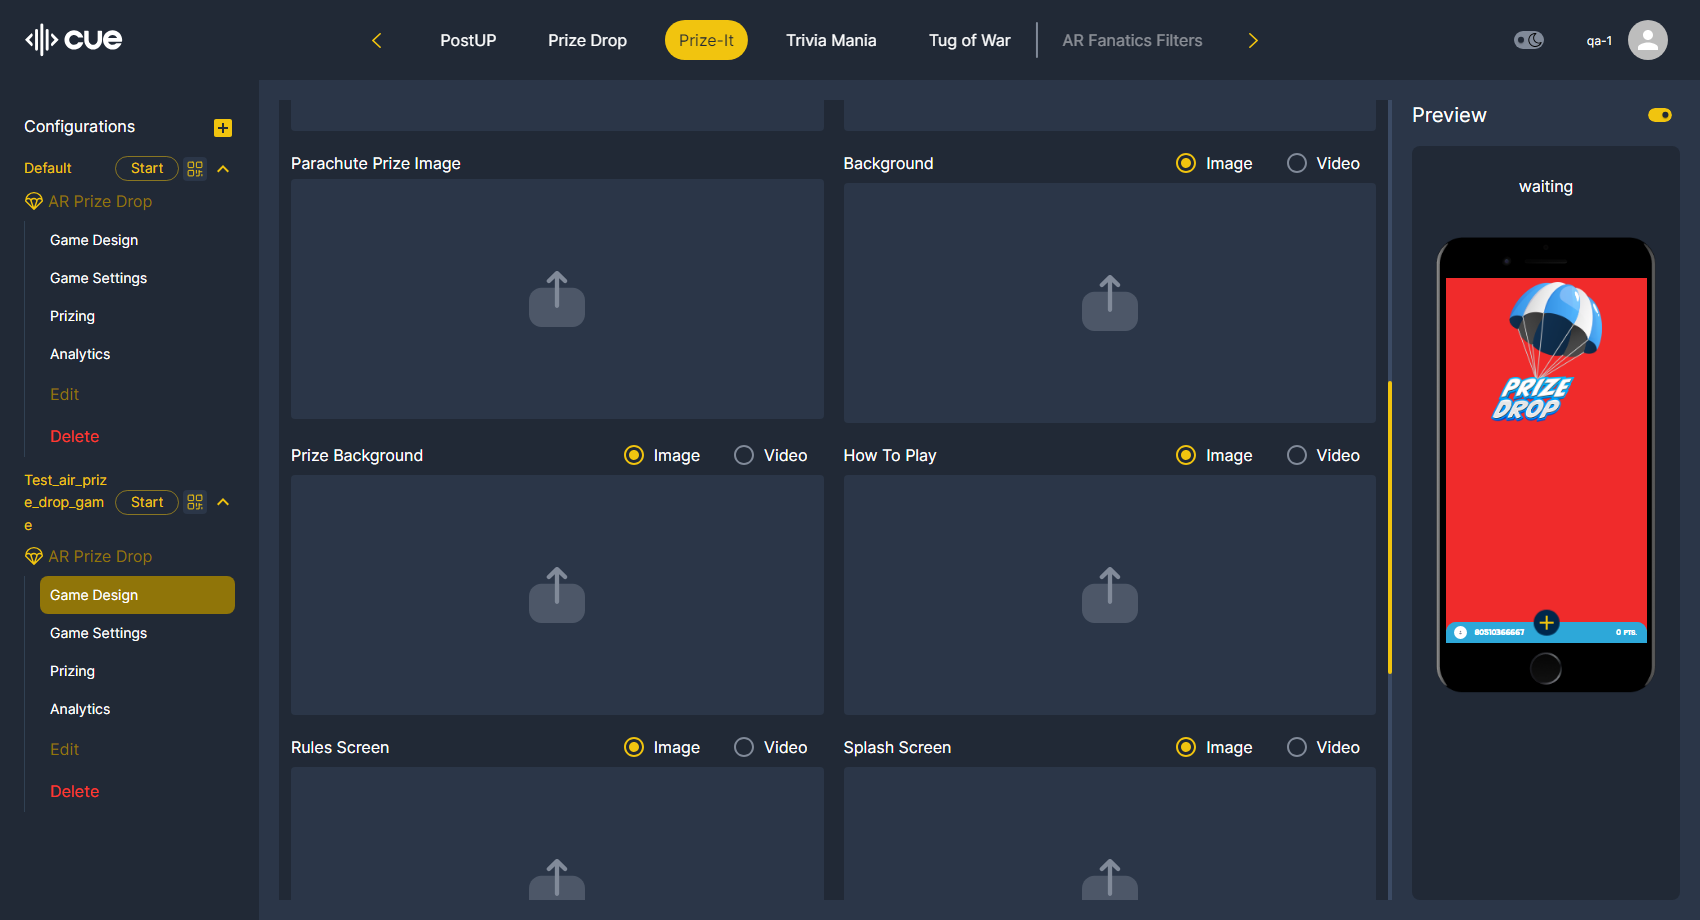 cue
PostUP
Prize Drop
Prize-It
Trivia Mania
Tug of War
AR Fanatics Filters
qa-1
Configurations
Default
Start
AR Prize Drop
Game Design
Game Settings
Prizing
Analytics
Edit
Delete
Test_air_priz
e_drop_gam
e
Start
AR Prize Drop
Game Design
Game Settings
Prizing
Analytics
Edit
Delete
Parachute Prize Image
Background
Image
Video
Prize Background
Image
Video
How To Play
Image
Video
Rules Screen
Image
Video
Splash Screen
Image
Video
Preview
waiting
PRIZE
DROP
80510366667
0 PTS.